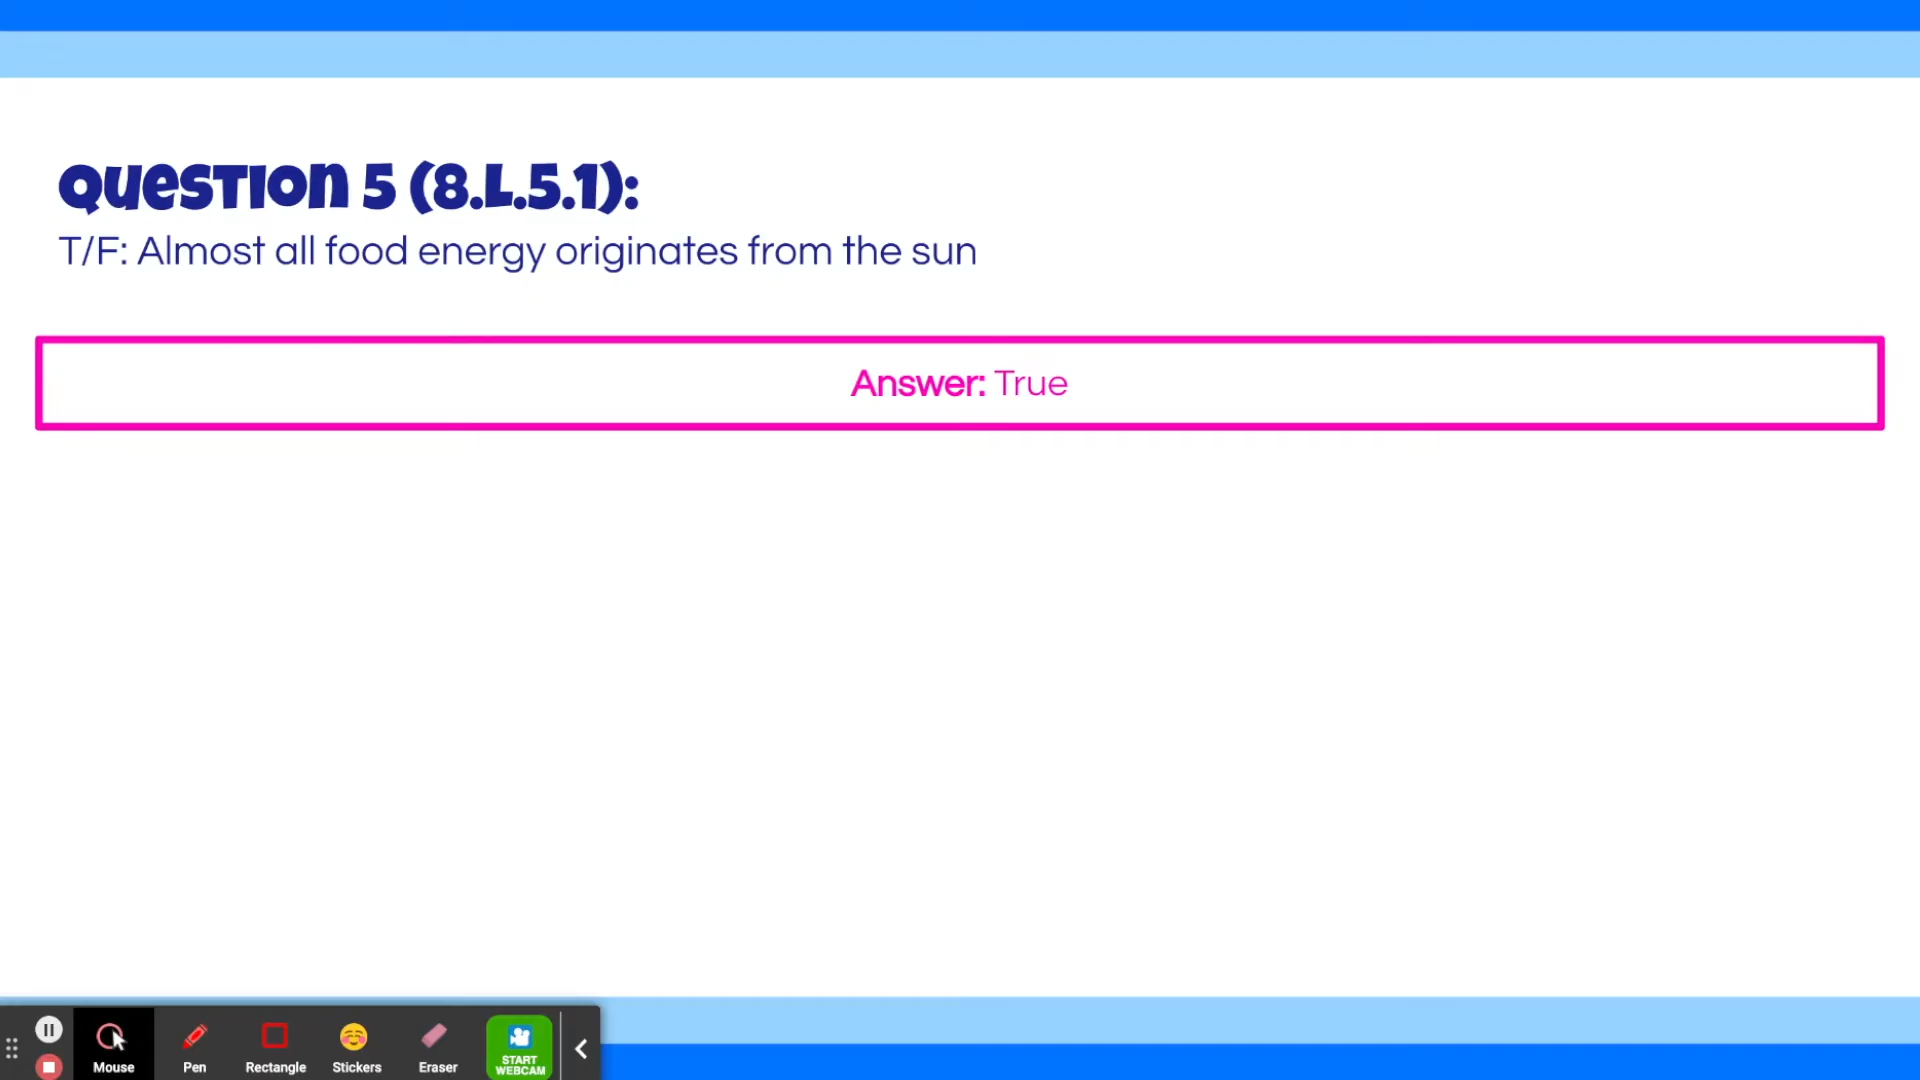 Question 5 (8.L.5.1):
T/F: Almost all food energy originates from the sun
Answer: True
Mouse
Pen
Rectangle
Stickers
Eraser
START
WEBCAM